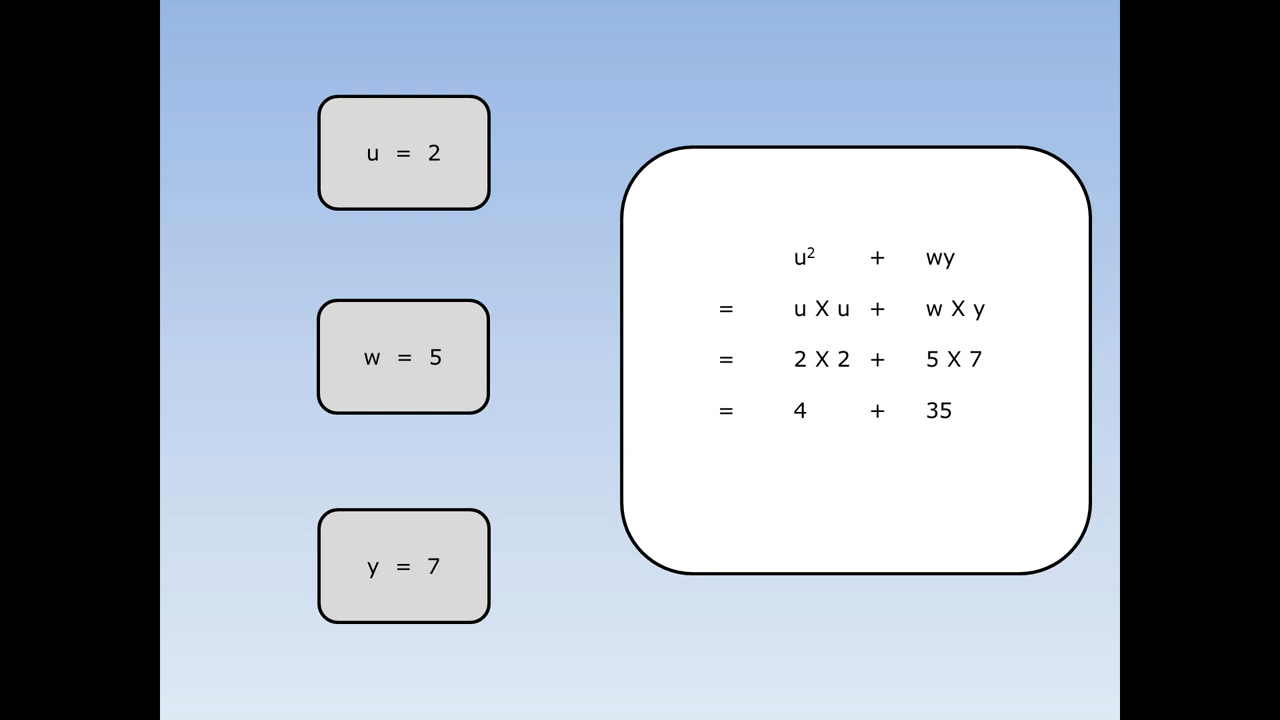 u = 2
w = 5
y = 7
u² + wy
= u X u + w X y
= 2 X 2 + 5 X 7
= 4 + 35